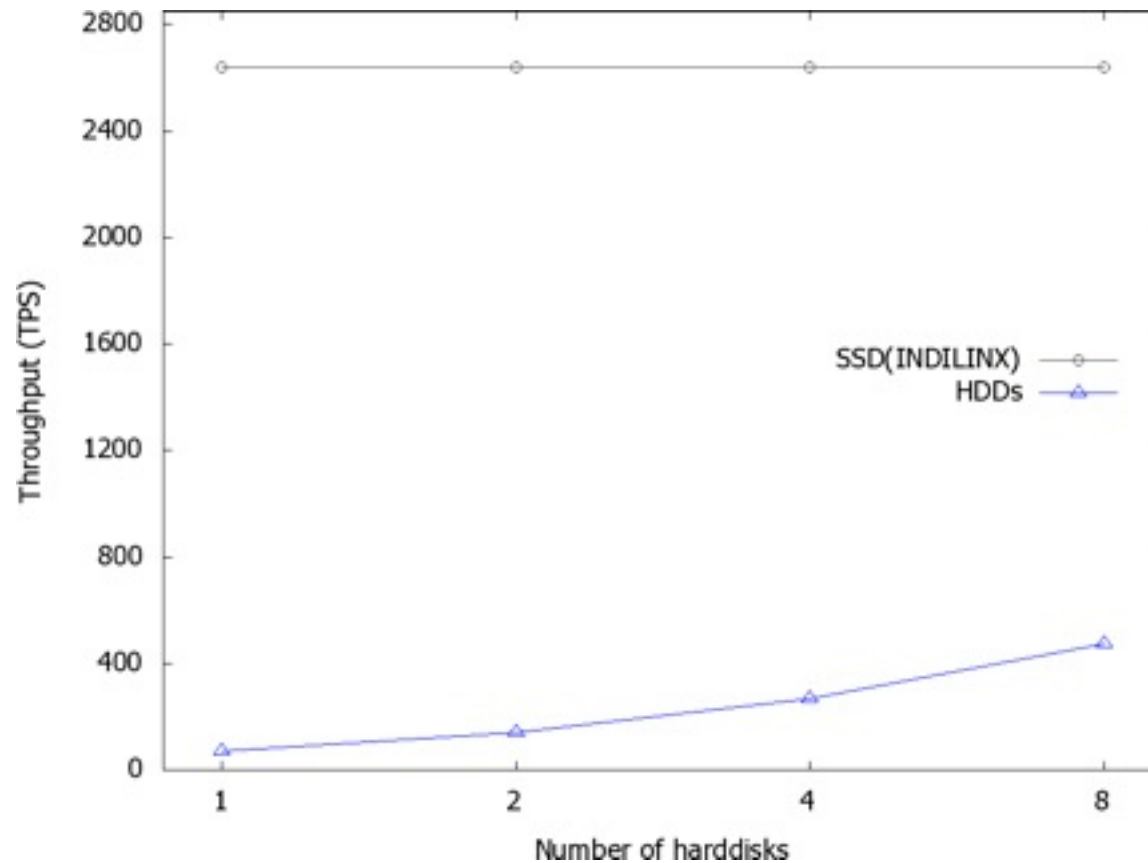 2800
2400
2000
1600
1200
800
400
0
Throughput (TPS)
SSD(INDILINX)
HDDs
1 2 4 8
Number of harddisks